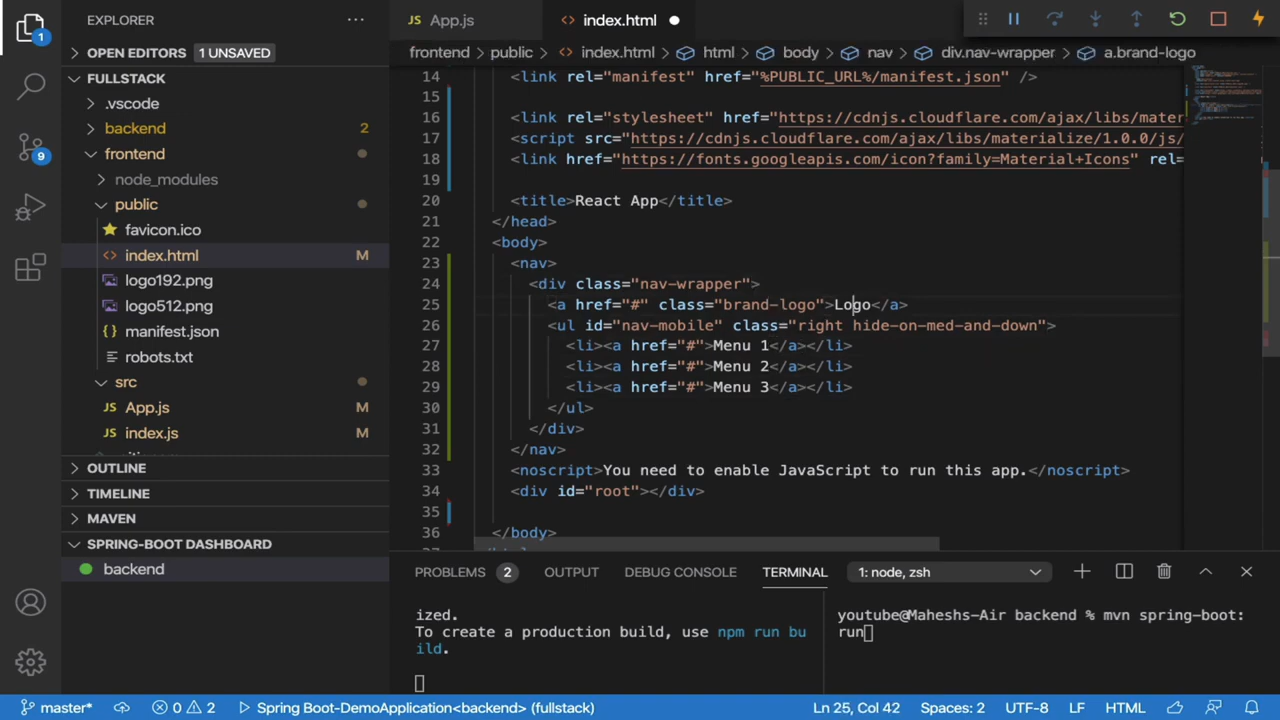 EXPLORER
OPEN EDITORS 1 UNSAVED
FULLSTACK
.vscode
backend 2
frontend
node_modules
public
favicon.ico
index.html M
logo192.png
logo512.png
manifest.json
robots.txt
src
JS App.js M
JS index.js M
OUTLINE
TIMELINE
MAVEN
SPRING-BOOT DASHBOARD
backend
1
9
JS App.js
<> index.html
frontend > public > <> index.html > html > body > nav > div.nav-wrapper > a.brand-logo
14 <link rel="manifest" href="%PUBLIC_URL%/manifest.json" />
15
16 <link rel="stylesheet" href="https://cdnjs.cloudflare.com/ajax/libs/mater
17 <script src="https://cdnjs.cloudflare.com/ajax/libs/materialize/1.0.0/js/
18 <link href="https://fonts.googleapis.com/icon?family=Material+Icons" rel=
19
20 <title>React App</title>
21 </head>
22 <body>
23 <nav>
24 <div class="nav-wrapper">
25 <a href="#" class="brand-logo">Logo</a>
26 <ul id="nav-mobile" class="right hide-on-med-and-down">
27 <li><a href="#">Menu 1</a></li>
28 <li><a href="#">Menu 2</a></li>
29 <li><a href="#">Menu 3</a></li>
30 </ul>
31 </div>
32 </nav>
33 <noscript>You need to enable JavaScript to run this app.</noscript>
34 <div id="root"></div>
35
36 </body>
PROBLEMS 2 OUTPUT DEBUG CONSOLE TERMINAL 1: node, zsh
ized.
To create a production build, use npm run bu
ild.
youtube@Maheshs-Air backend % mvn spring-boot:
run
master* 0 2 Spring Boot-DemoApplication<backend> (fullstack) Ln 25, Col 42 Spaces: 2 UTF-8 LF HTML